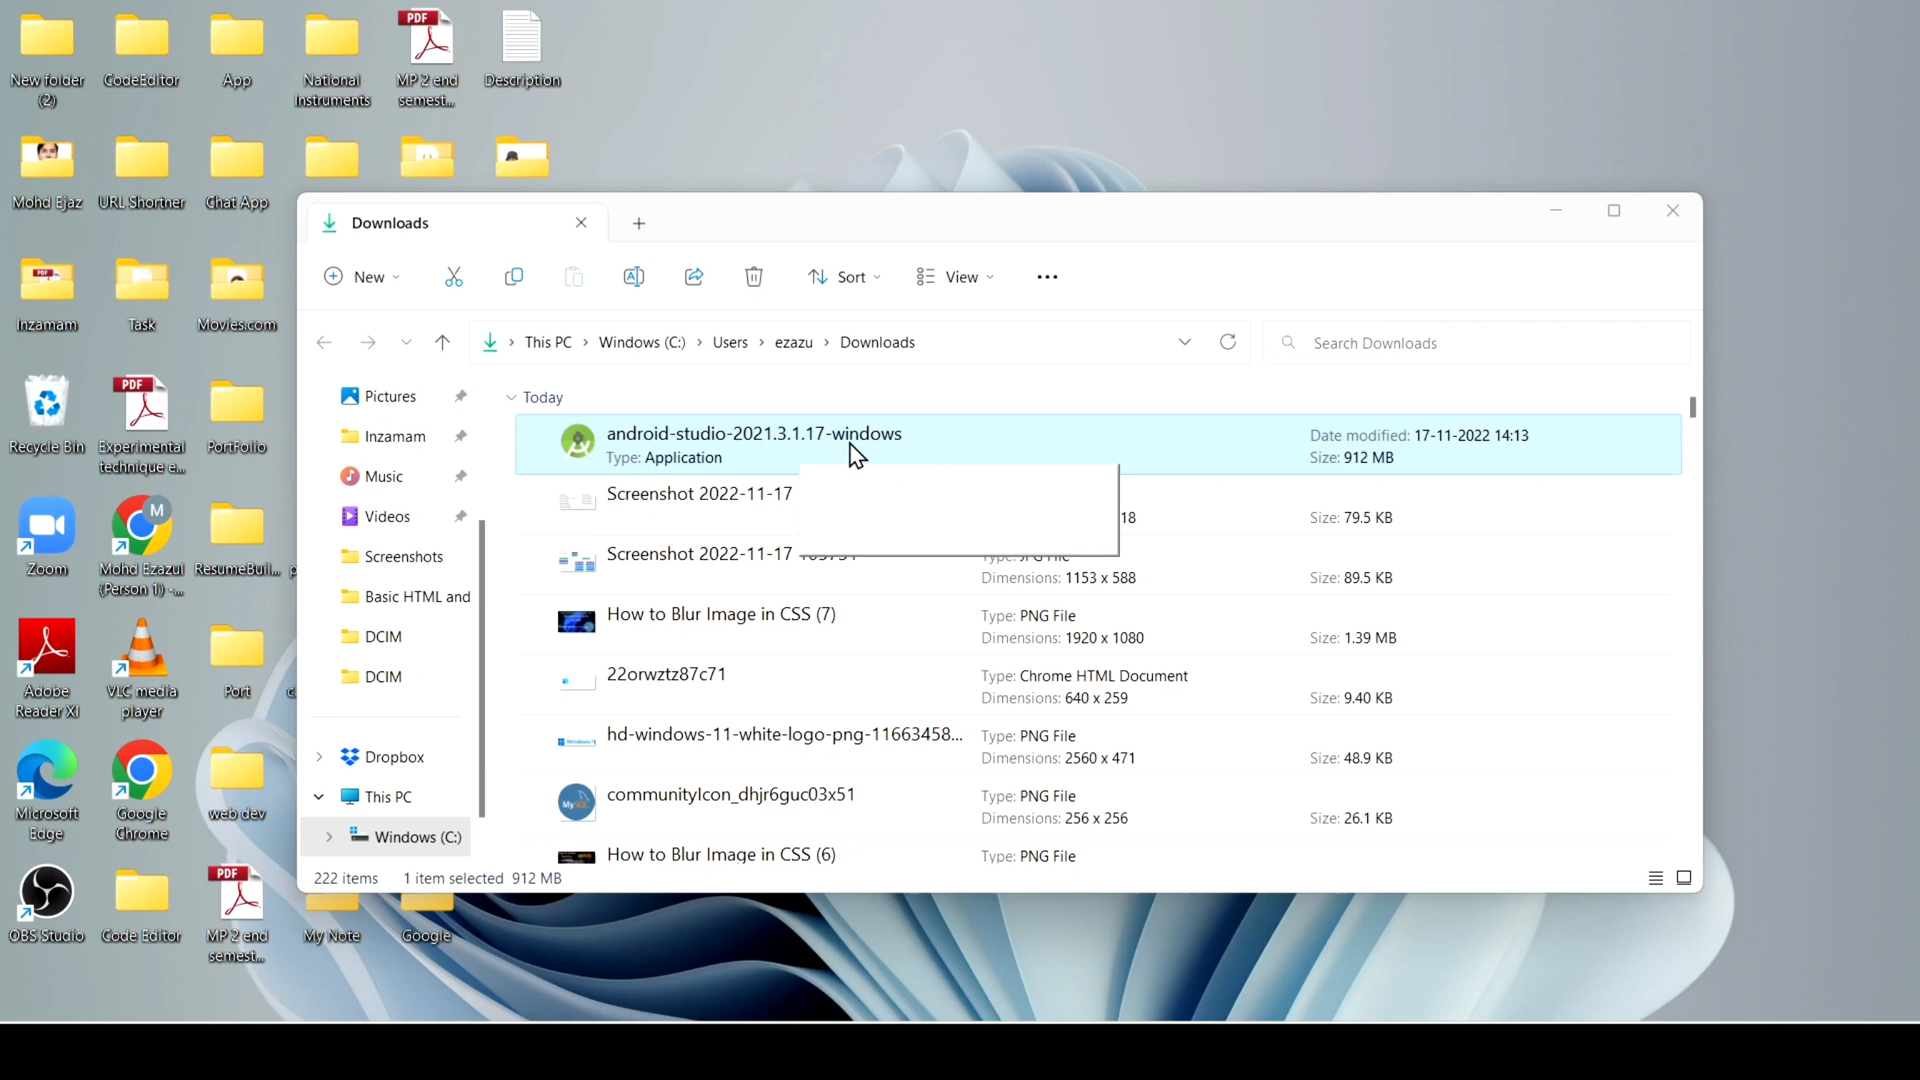 New folder
(2)
CodeEditor
App
National
Instruments
PDF
MP 2 end
semest...
Description
Mohd Ejaz
URL Shortner
Chat App
PDF
Inzamam
Task
Movies.com
Recycle Bin
PDF
Experimental
technique e...
PortFolio
Zoom
M
Mohd Ezazul
(Person 1) -...
ResumeBuil...
Adobe
Reader XI
VLC media
player
Port
Microsoft
Edge
Google
Chrome
web dev
OBS Studio
Code Editor
PDF
MP 2 end
semest...
My Note
Google
Downloads
New
Sort
View
This PC
Windows (C:)
Users
ezazu
Downloads
Search Downloads
Pictures
Inzamam
Music
Videos
Screenshots
Basic HTML and
DCIM
DCIM
Dropbox
This PC
Windows (C:)
Today
android-studio-2021.3.1.17-windows
Type: Application
Date modified: 17-11-2022 14:13
Size: 912 MB
Screenshot 2022-11-17
18
Size: 79.5 KB
Screenshot 2022-11-17
Dimensions: 1153 x 588
Size: 89.5 KB
How to Blur Image in CSS (7)
Type: PNG File
Dimensions: 1920 x 1080
Size: 1.39 MB
22orwztz87c71
Type: Chrome HTML Document
Dimensions: 640 x 259
Size: 9.40 KB
hd-windows-11-white-logo-png-11663458...
Type: PNG File
Dimensions: 2560 x 471
Size: 48.9 KB
MySQL
communityIcon_dhjr6guc03x51
Type: PNG File
Dimensions: 256 x 256
Size: 26.1 KB
How to Blur Image in CSS (6)
Type: PNG File
222 items
1 item selected 912 MB